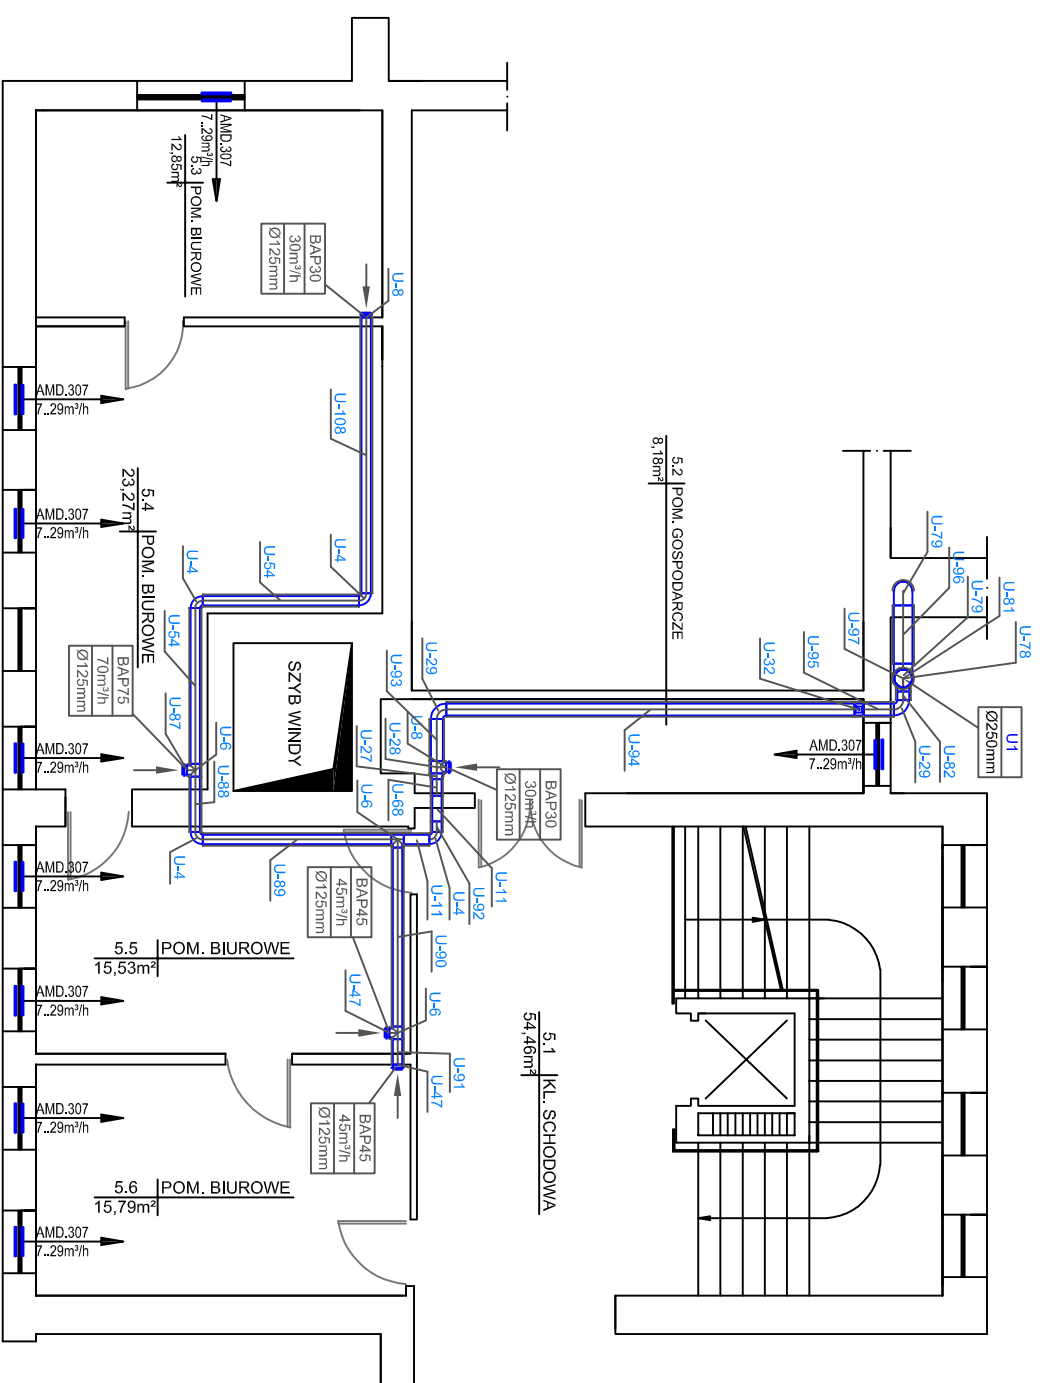 AMD.307
7..29m³/h
5.3 POM. BIUROWE
12,85m²
BAP30
30m³/h
Ø125mm
U-8
U-108
AMD.307
7..29m³/h
AMD.307
7..29m³/h
5.4 POM. BIUROWE
23,27m²
U-4
U-54
U-4
U-54
BAP75
70m³/h
Ø125mm
U-87
U-6
U-88
U-4
U-89
SZYB WINDY
5.2 POM. GOSPODARCZE
8,18m²
U-79
U-96
U-79
U-81
U-78
U-97
U-95
U-32
U1
Ø250mm
U-82
U-29
U-94
AMD.307
7..29m³/h
U-29
U-93
U-8
U-28
U-27
U-68
U-6
BAP30
30m³/h
Ø125mm
U-11
U-92
U-4
U-11
U-90
BAP45
45m³/h
Ø125mm
U-47
U-6
U-91
U-47
BAP45
45m³/h
Ø125mm
AMD.307
7..29m³/h
AMD.307
7..29m³/h
5.5 POM. BIUROWE
15,53m²
AMD.307
7..29m³/h
5.1 KL. SCHODOWA
54,46m²
AMD.307
7..29m³/h
5.6 POM. BIUROWE
15,79m²
AMD.307
7..29m³/h